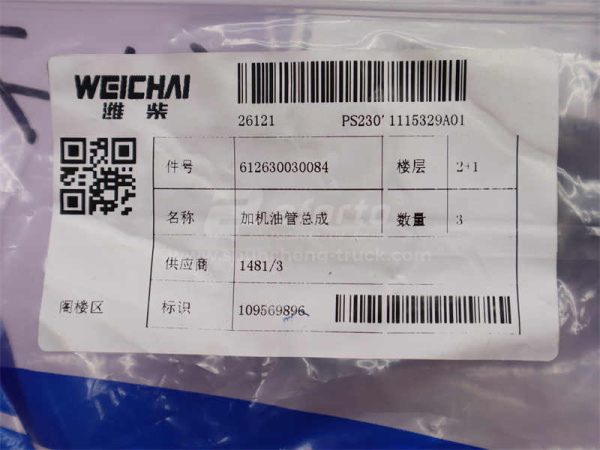 WEICHAI
潍 柴
26121 PS230' 1115329A01
件号 612630030084 楼层 2+1
名称 加机油管总成 数量 3
供应商 1481/3
阁楼区 标识 109569896